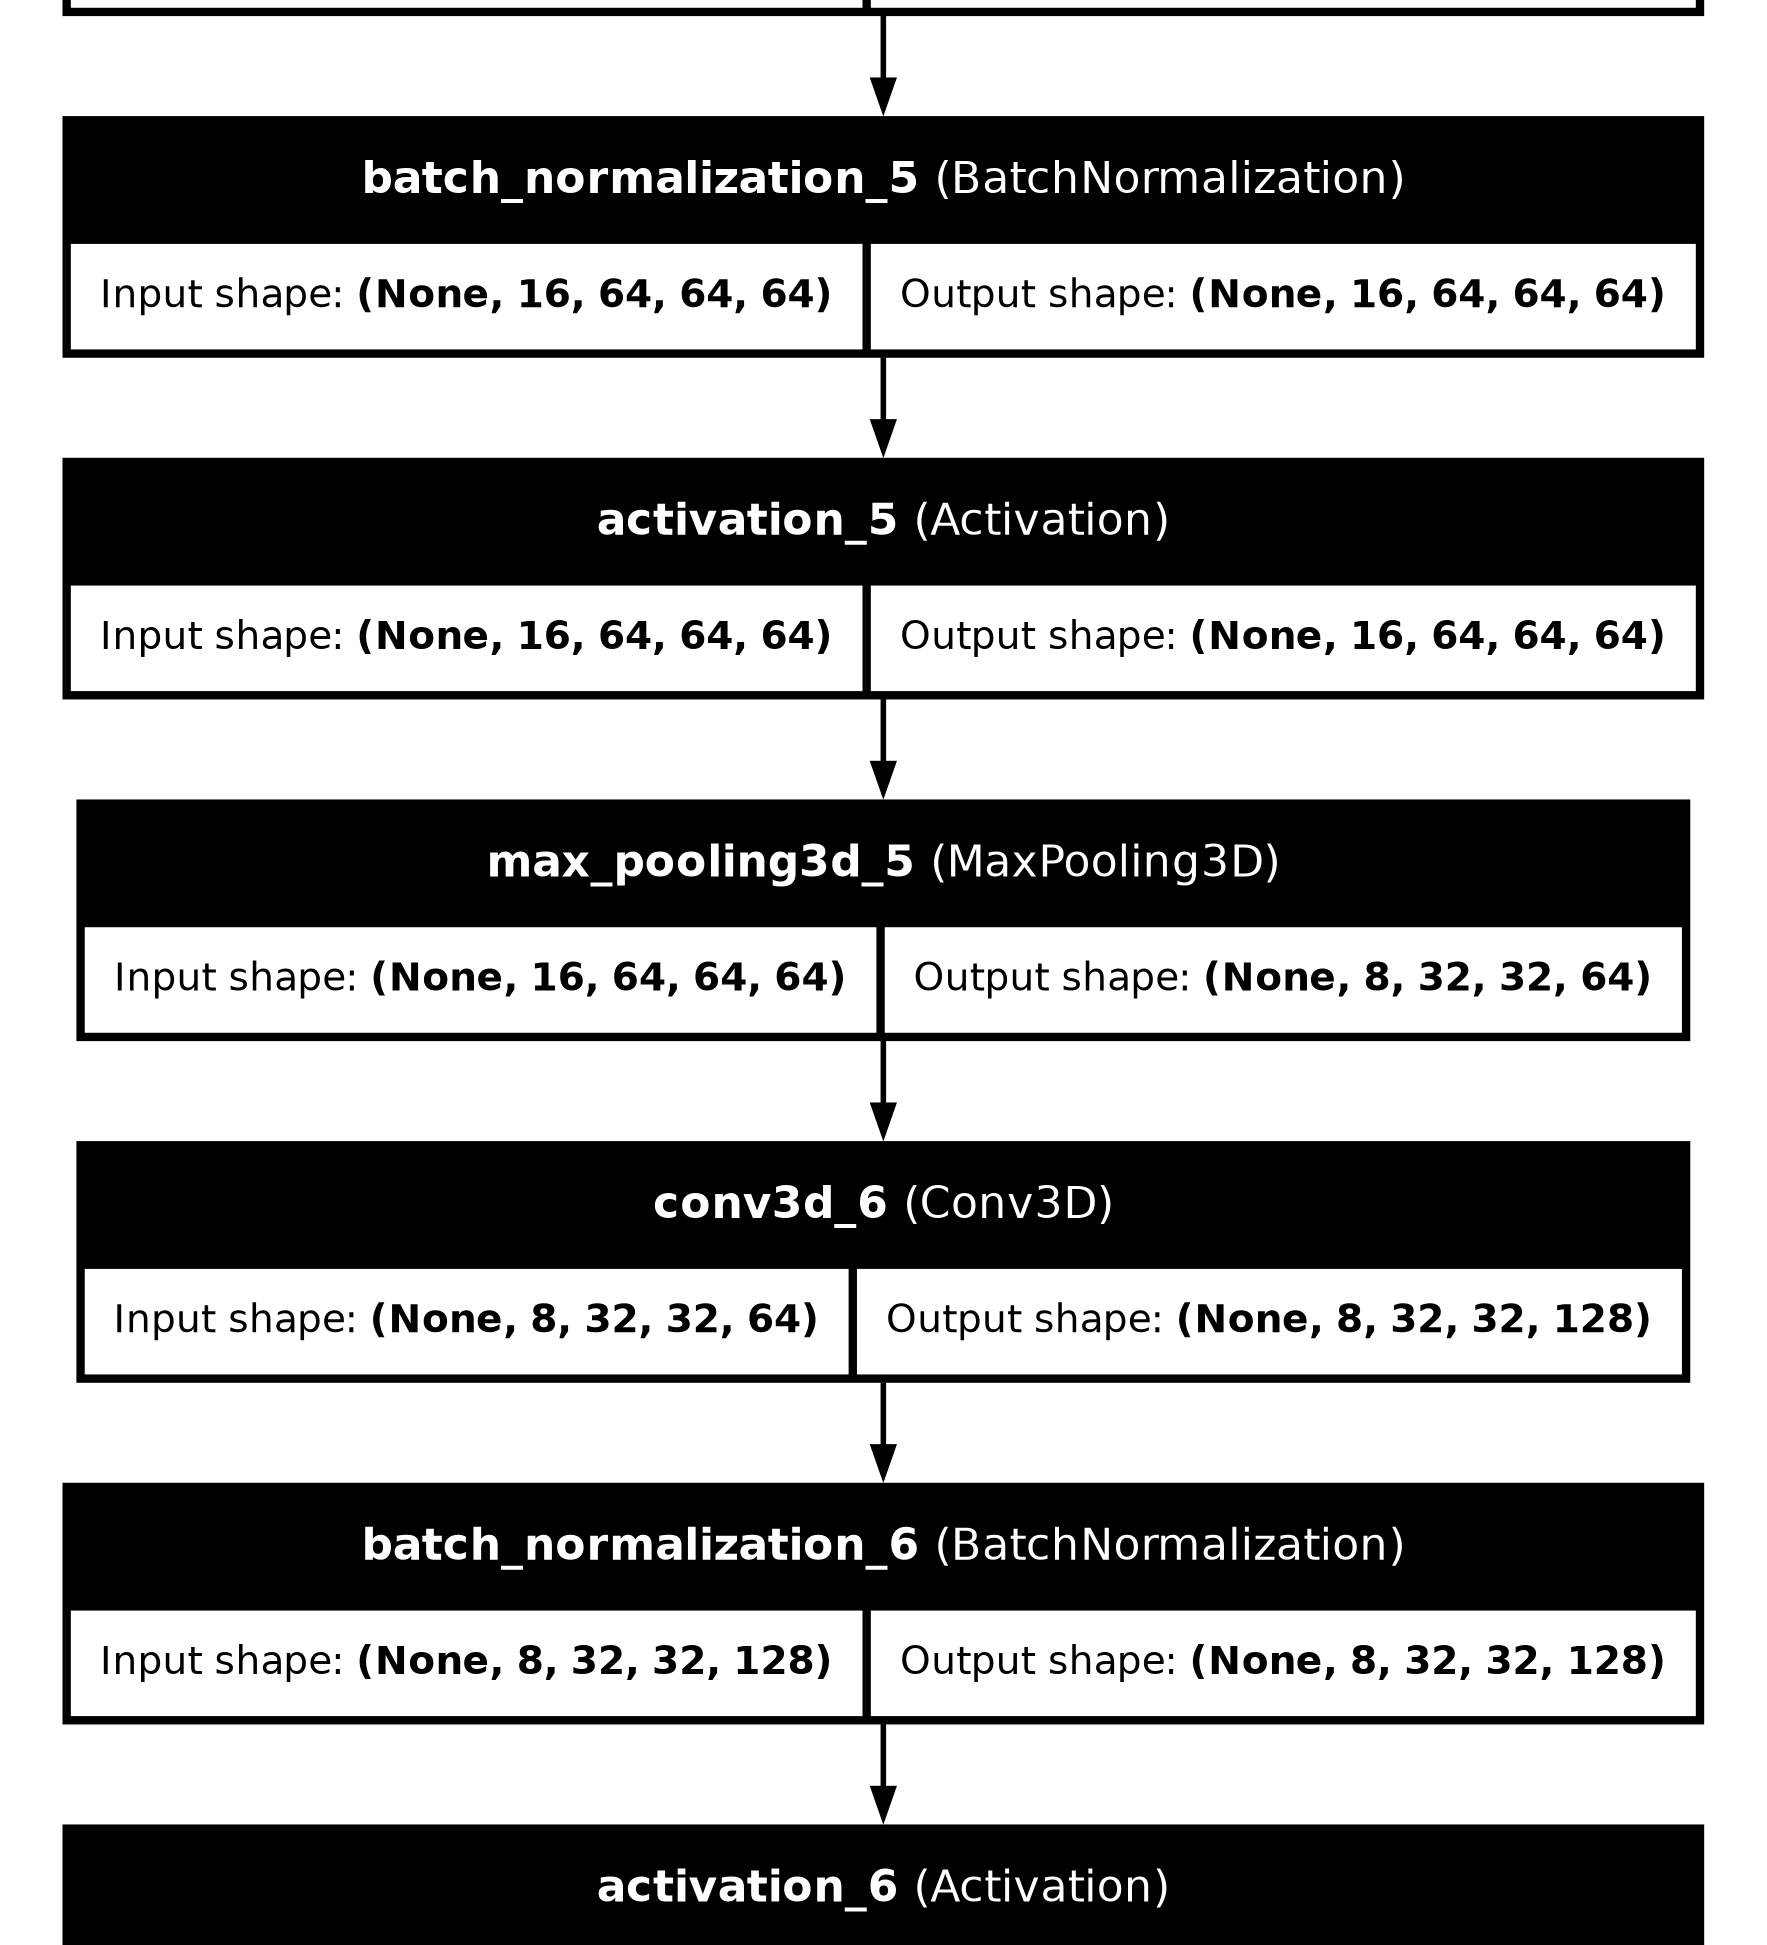 batch_normalization_5 (BatchNormalization)
Input shape: (None, 16, 64, 64, 64) Output shape: (None, 16, 64, 64, 64)
activation_5 (Activation)
Input shape: (None, 16, 64, 64, 64) Output shape: (None, 16, 64, 64, 64)
max_pooling3d_5 (MaxPooling3D)
Input shape: (None, 16, 64, 64, 64) Output shape: (None, 8, 32, 32, 64)
conv3d_6 (Conv3D)
Input shape: (None, 8, 32, 32, 64) Output shape: (None, 8, 32, 32, 128)
batch_normalization_6 (BatchNormalization)
Input shape: (None, 8, 32, 32, 128) Output shape: (None, 8, 32, 32, 128)
activation_6 (Activation)